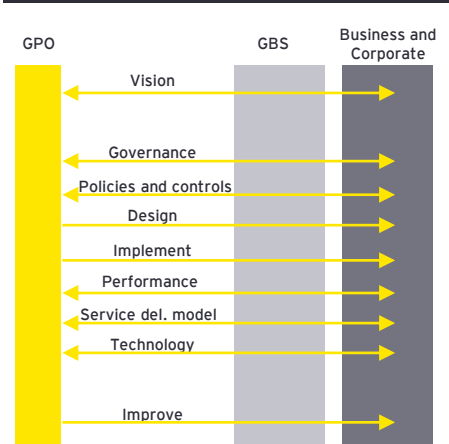 GPO
GBS
Business and
Corporate
Vision
Governance
Policies and controls
Design
Implement
Performance
Service del. model
Technology
Improve